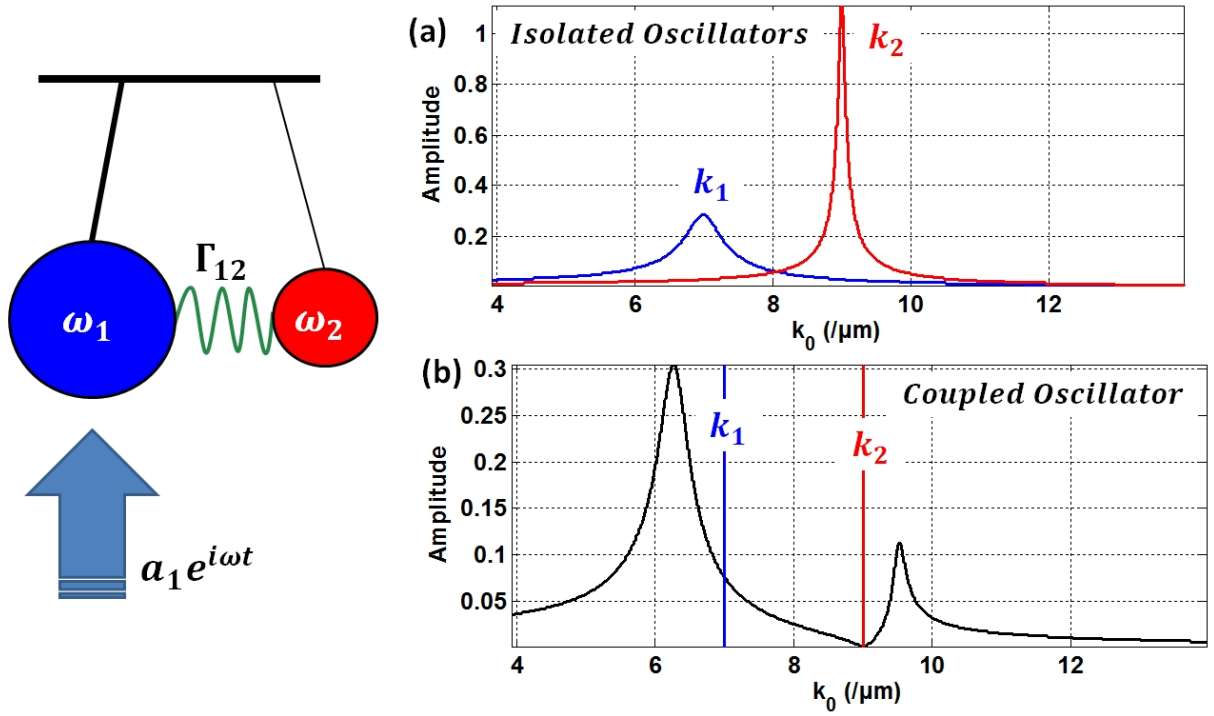 Γ₁₂
ω₁
ω₂
a₁e^{iωt}
(a)
Isolated Oscillators
k₁
k₂
Amplitude
1
0.8
0.6
0.4
0.2
4
6
8
10
12
k₀ (/μm)
(b)
Coupled Oscillator
k₁
k₂
Amplitude
0.3
0.25
0.2
0.15
0.1
0.05
4
6
8
10
12
k₀ (/μm)